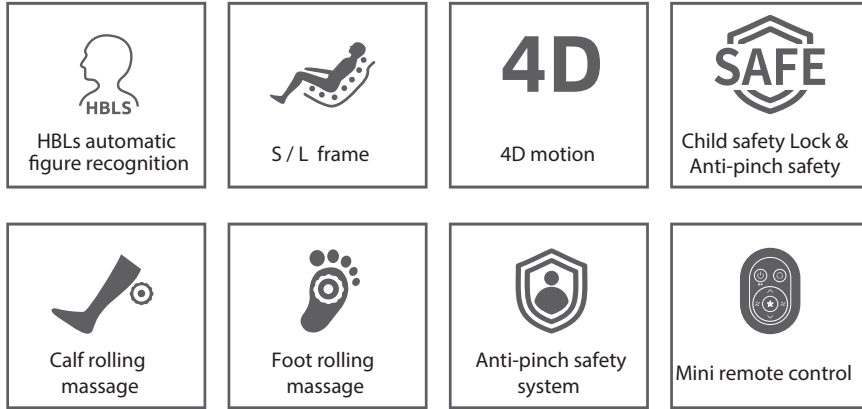 HBLS
HBLs automatic
figure recognition
S / L frame
4D
4D motion
SAFE
Child safety Lock &
Anti-pinch safety
Calf rolling
massage
Foot rolling
massage
Anti-pinch safety
system
Mini remote control